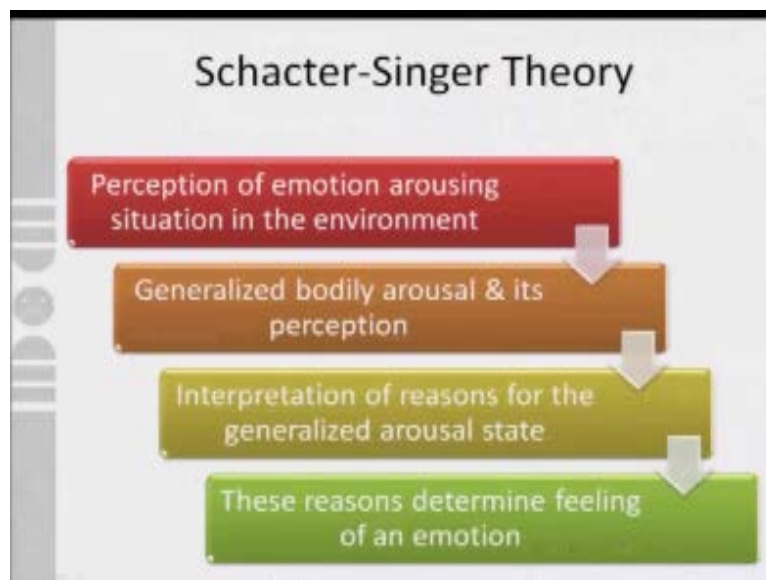 Schacter-Singer Theory
Perception of emotion arousing
situation in the environment
Generalized bodily arousal & its
perception
Interpretation of reasons for the
generalized arousal state
These reasons determine feeling
of an emotion